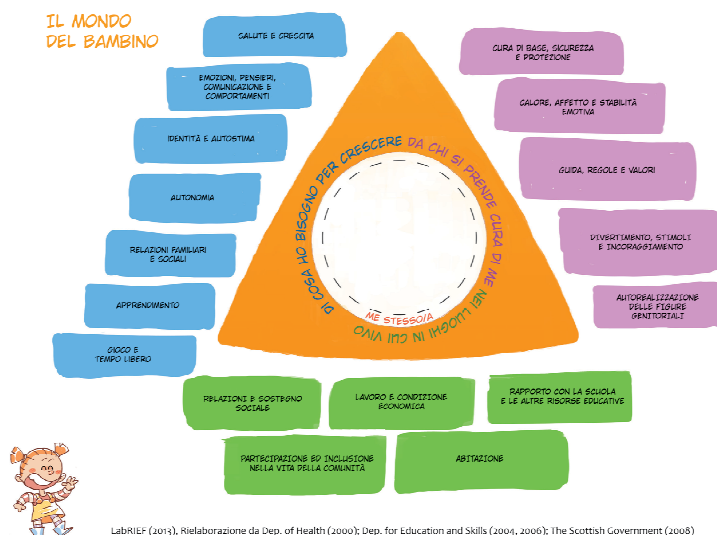 IL MONDO
DEL BAMBINO
SALUTE E CRESCITA
EMOZIONI, PENSIERI,
COMUNICAZIONE E
COMPORTAMENTI
IDENTITÀ E AUTOSTIMA
AUTONOMIA
RELAZIONI FAMILIARI
E SOCIALI
APPRENDIMENTO
GIOCO E
TEMPO LIBERO
DI COSA HO BISOGNO PER CRESCERE
DA CHI SI PRENDE CURA DI ME
NEI LUOGHI IN CUI VIVO
ME STESSO/A
CURA DI BASE, SICUREZZA
E PROTEZIONE
CALORE, AFFETTO E STABILITÀ
EMOTIVA
GUIDA, REGOLE E VALORI
DIVERTIMENTO, STIMOLI
E INCORAGGIAMENTO
AUTOREALIZZAZIONE
DELLE FIGURE
GENITORIALI
RELAZIONI E SOSTEGNO
SOCIALE
LAVORO E CONDIZIONE
ECONOMICA
RAPPORTO CON LA SCUOLA
E LE ALTRE RISORSE EDUCATIVE
PARTECIPAZIONE ED INCLUSIONE
NELLA VITA DELLA COMUNITÀ
ABITAZIONE
LabRIEF (2013), Rielaborazione da Dep. of Health (2000); Dep. for Education and Skills (2004, 2006); The Scottish Government (2008)